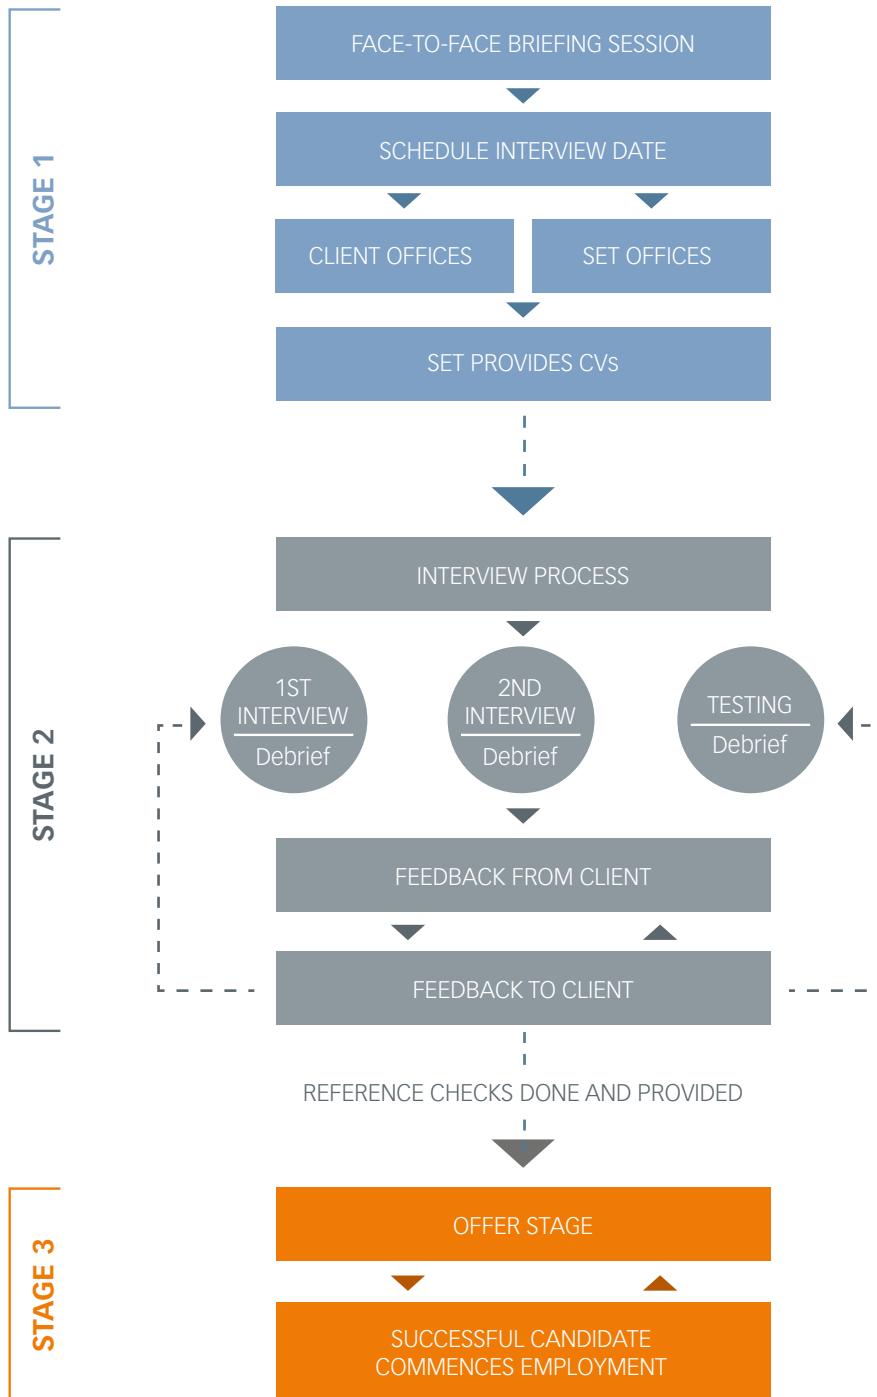 STAGE 1
FACE-TO-FACE BRIEFING SESSION
SCHEDULE INTERVIEW DATE
CLIENT OFFICES
SET OFFICES
SET PROVIDES CVs
STAGE 2
INTERVIEW PROCESS
1ST
INTERVIEW
Debrief
2ND
INTERVIEW
Debrief
TESTING
Debrief
FEEDBACK FROM CLIENT
FEEDBACK TO CLIENT
REFERENCE CHECKS DONE AND PROVIDED
STAGE 3
OFFER STAGE
SUCCESSFUL CANDIDATE
COMMENCES EMPLOYMENT